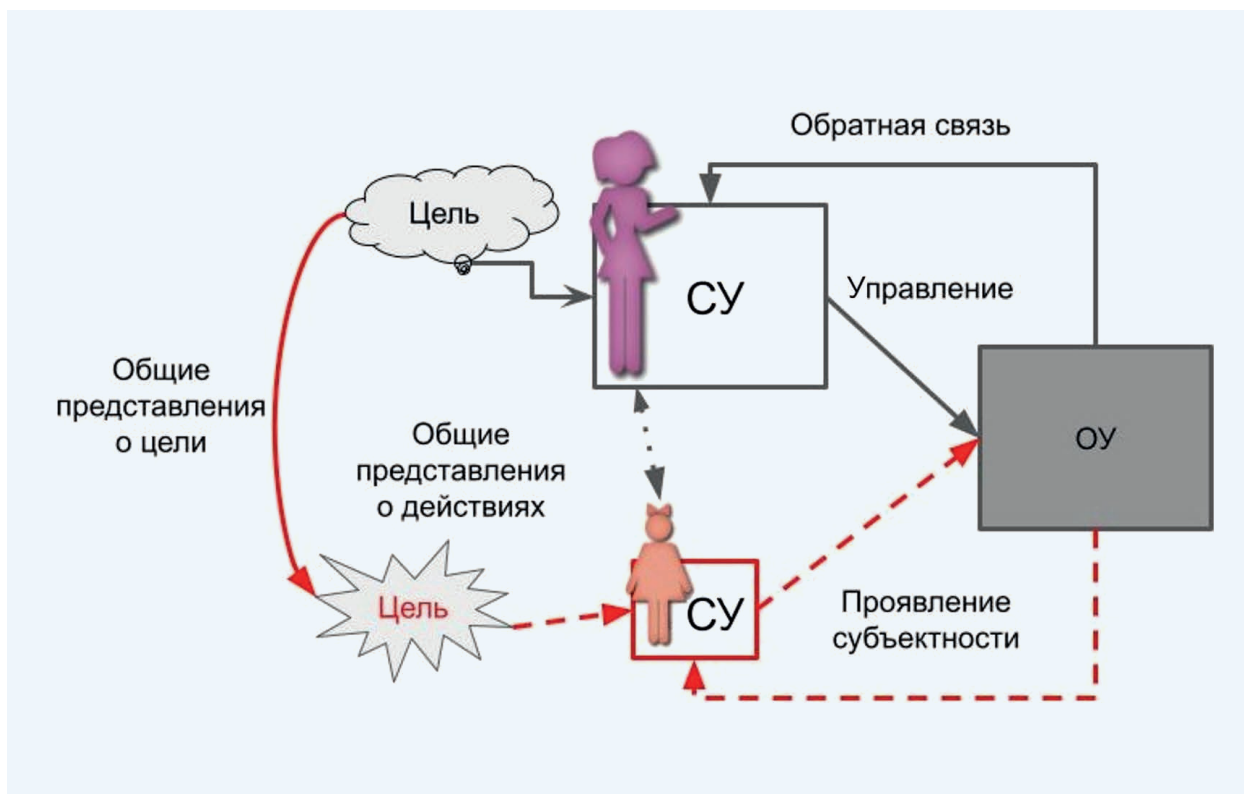 Обратная связь
Цель
СУ
Управление
Общие
представления
о цели
Общие
представления
о действиях
ОУ
Цель
СУ
Проявление
субъектности